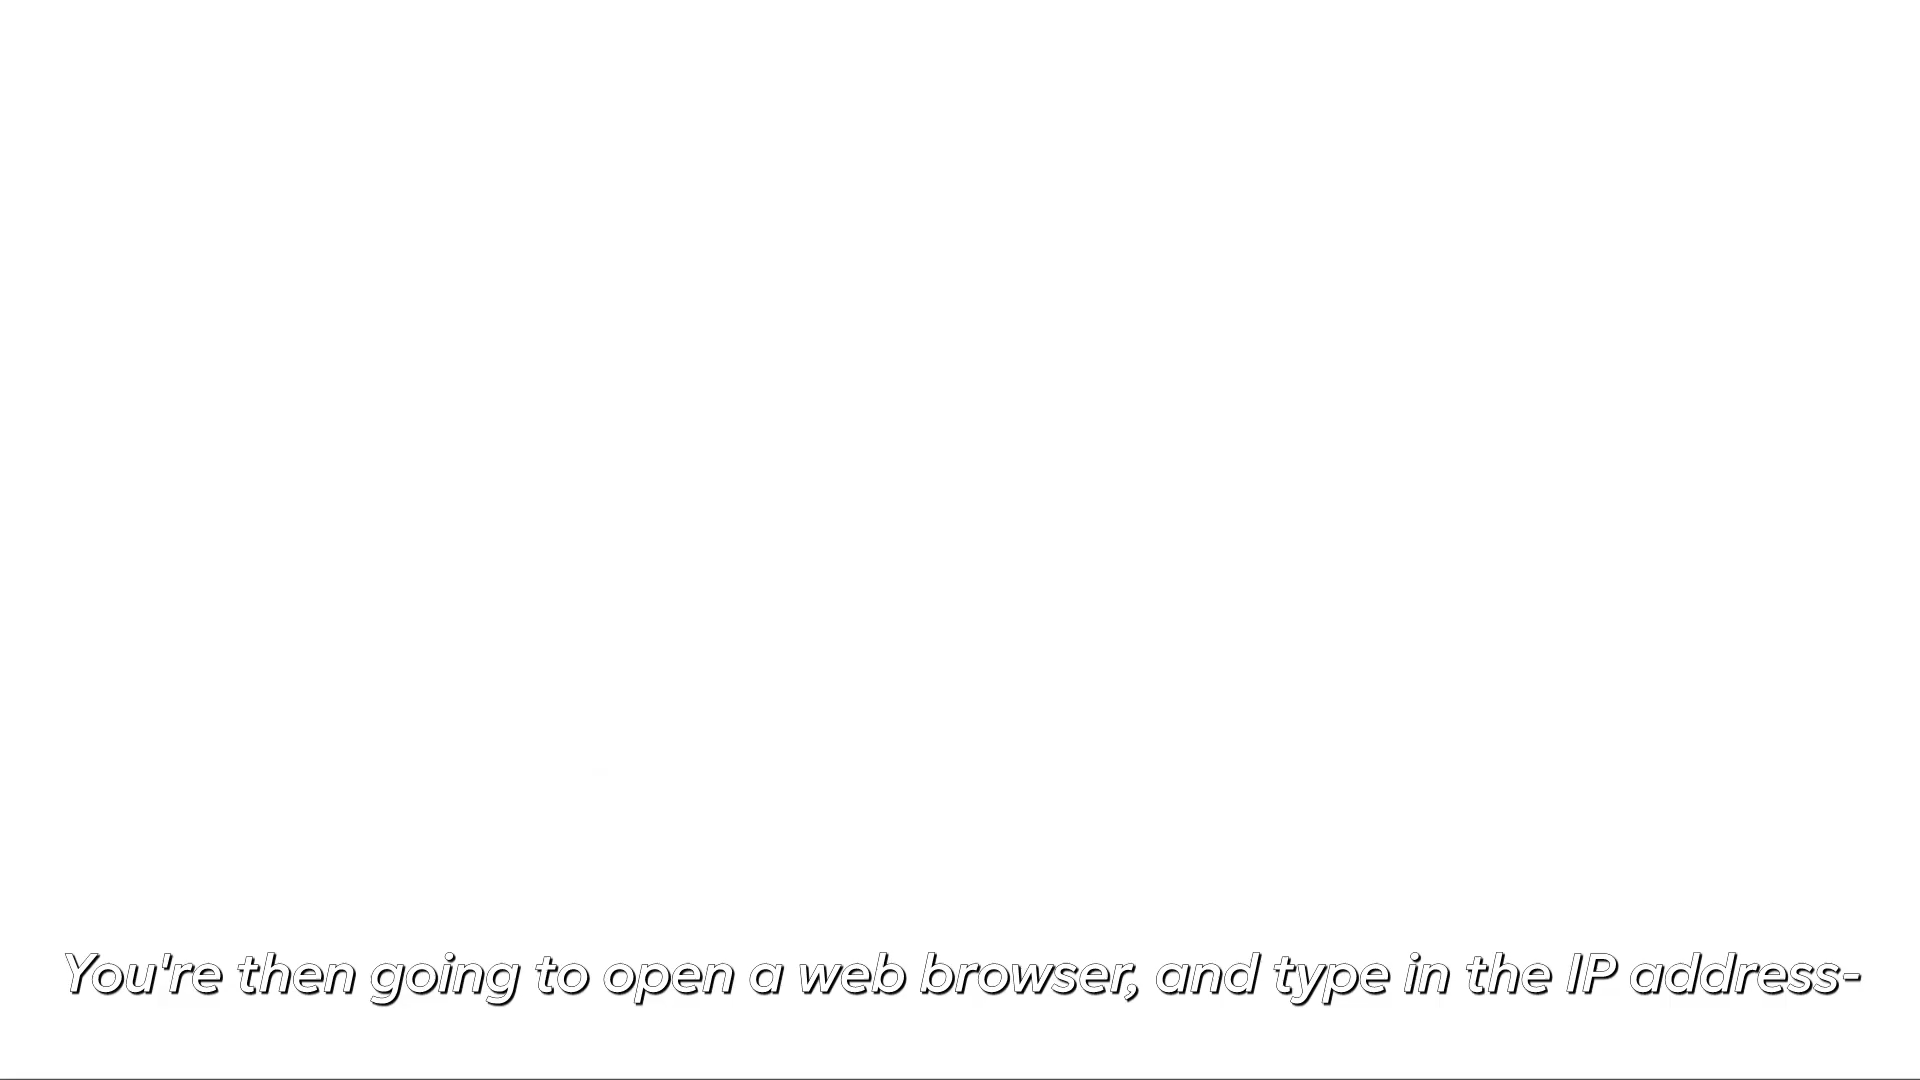 You're then going to open a web browser, and type in the IP address-